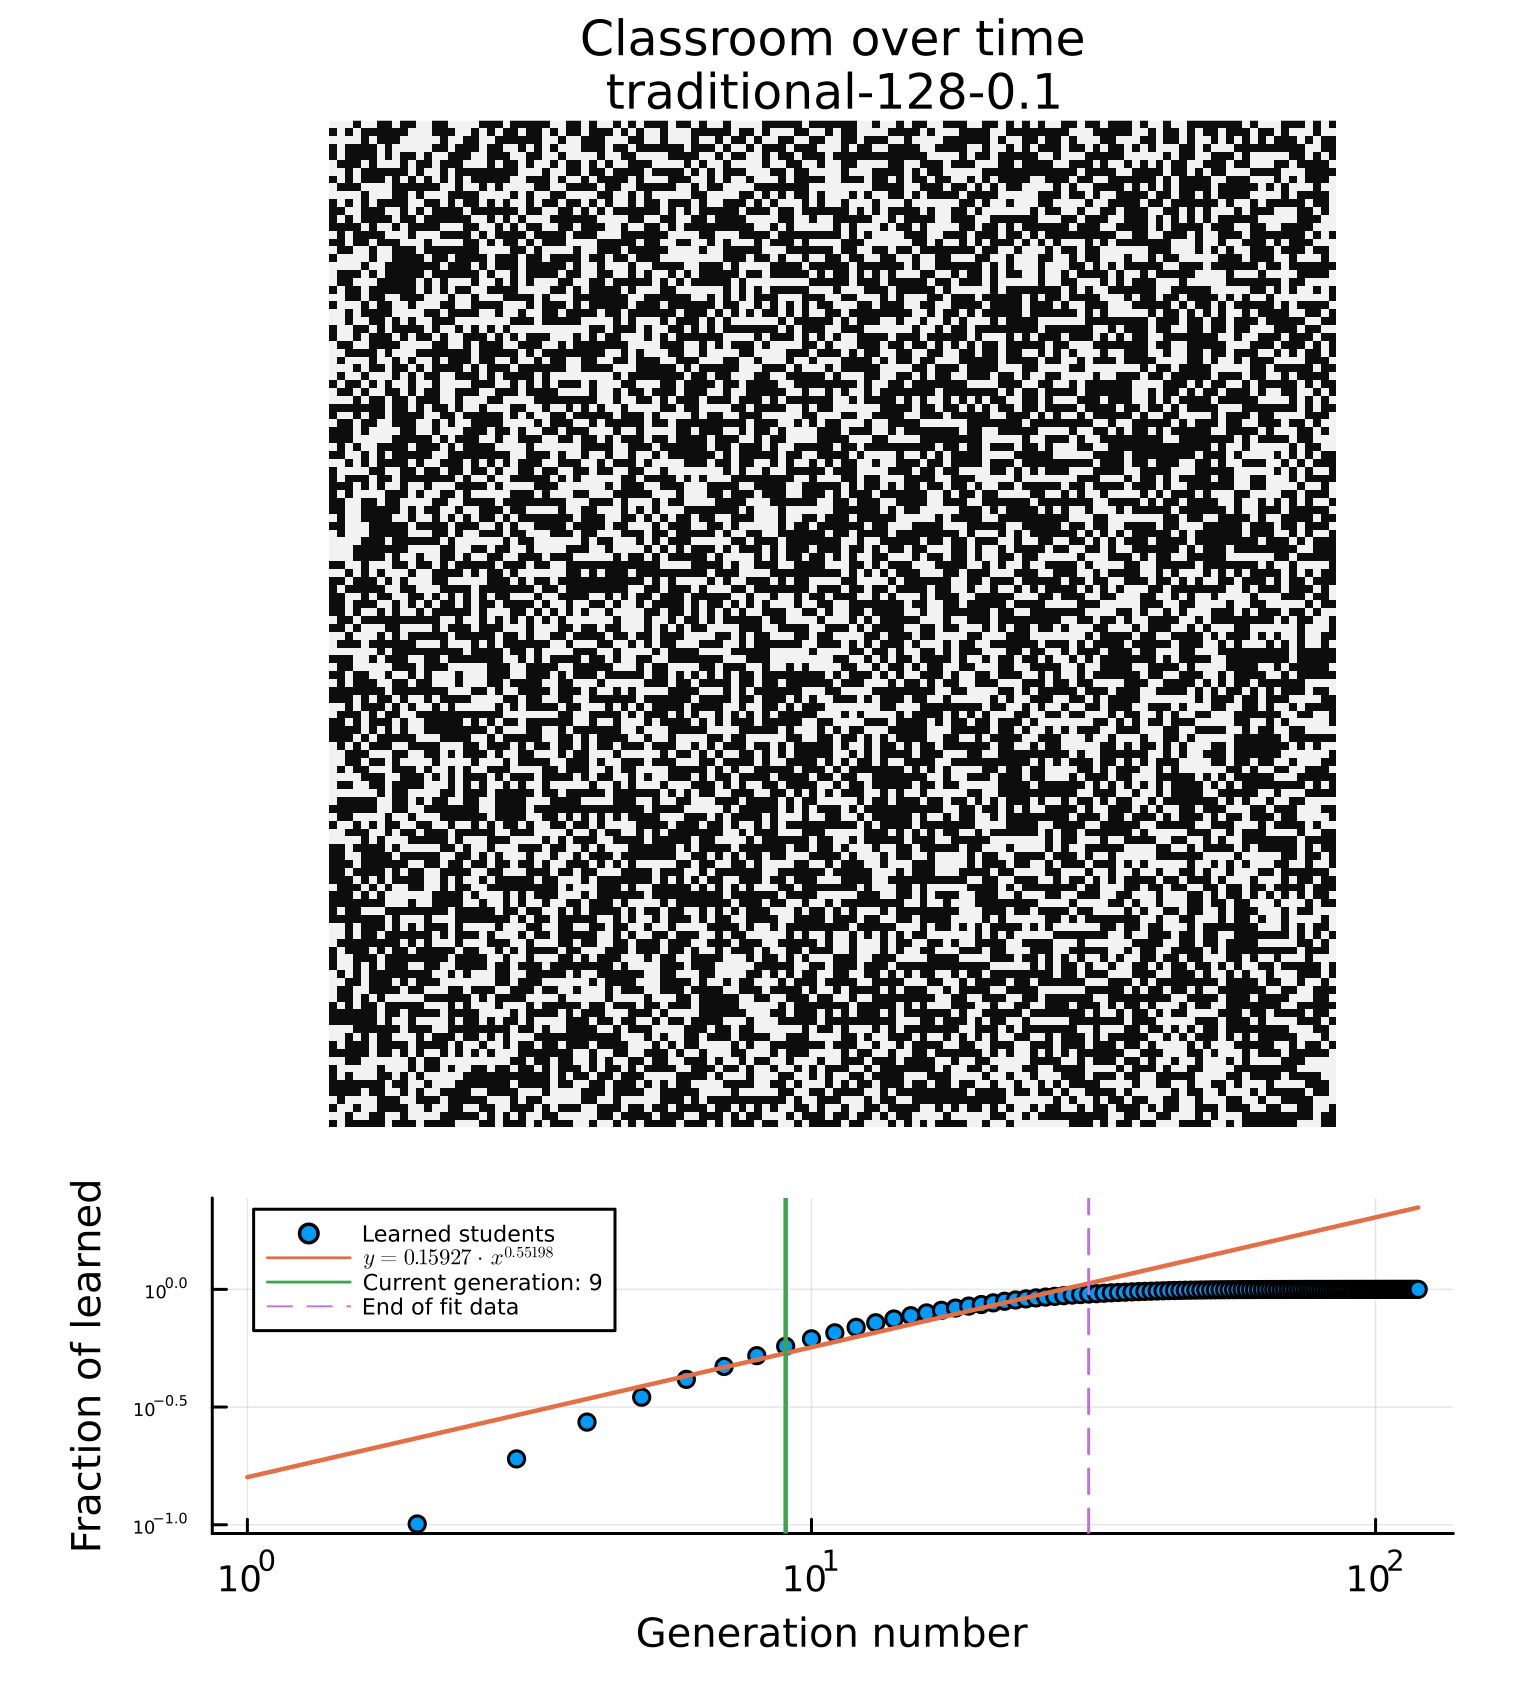 Classroom over time
traditional-128-0.1
Fraction of learned
Learned students
y = 0.15927 · x^0.55198
Current generation: 9
End of fit data
10^0.0
10^−0.5
10^−1.0
10^0 10^1 10^2
Generation number